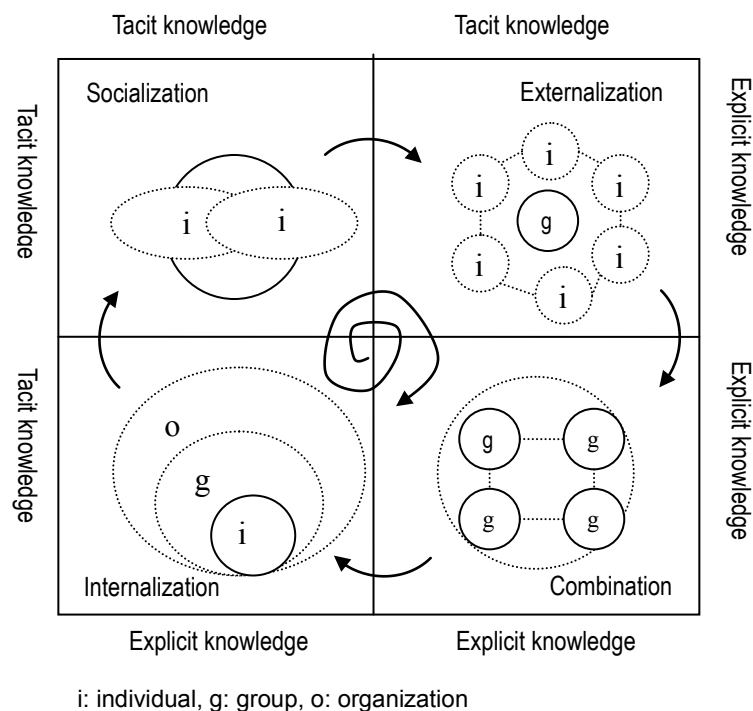 Tacit knowledge Tacit knowledge
Socialization Externalization
Tacit knowledge
Explicit knowledge
i i
i
i i
g
i i
i
Tacit knowledge
Explicit knowledge
o
g
i
g g
g g
Internalization Combination
Explicit knowledge Explicit knowledge
i: individual, g: group, o: organization